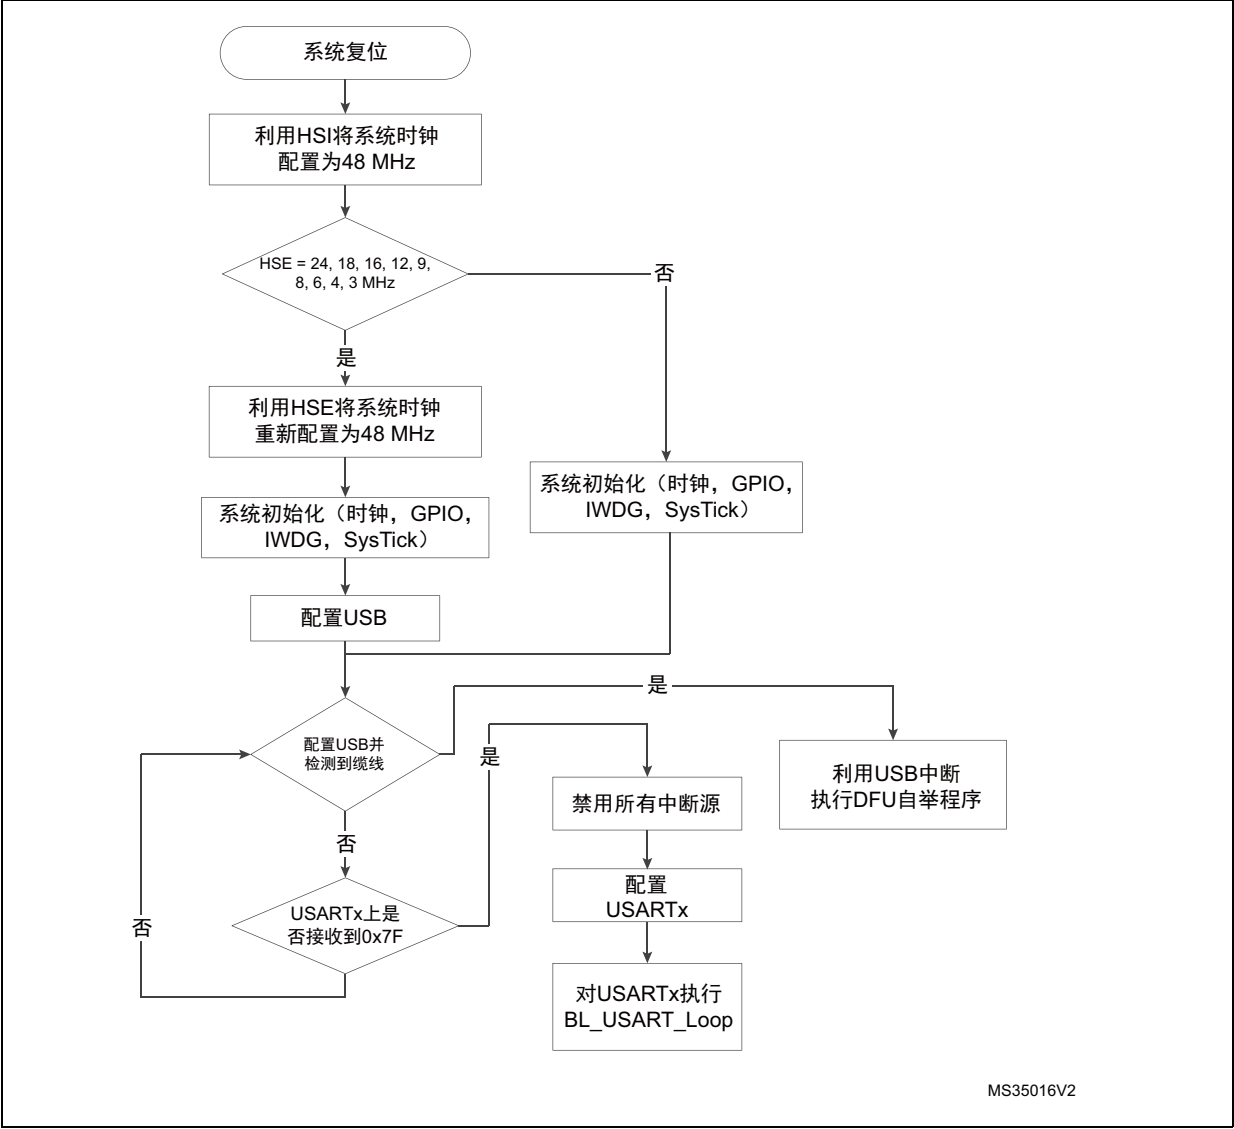 系统复位
利用HSI将系统时钟
配置为48 MHz
HSE = 24, 18, 16, 12, 9,
8, 6, 4, 3 MHz
否
是
利用HSE将系统时钟
重新配置为48 MHz
系统初始化（时钟，GPIO，
IWDG，SysTick）
系统初始化（时钟，GPIO，
IWDG，SysTick）
配置USB
配置USB并
检测到缆线
是
利用USB中断
执行DFU自举程序
否
USARTx上是
否接收到0x7F
否
是
禁用所有中断源
配置
USARTx
对USARTx执行
BL_USART_Loop
MS35016V2